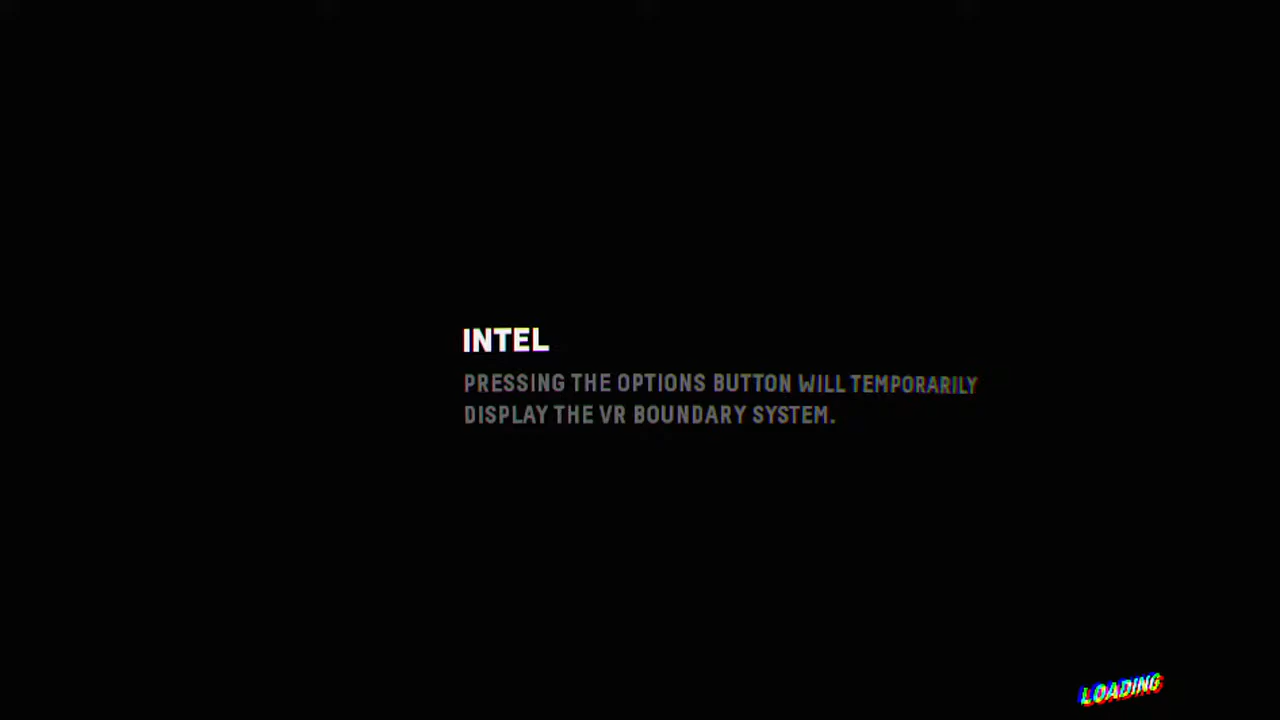 INTEL
PRESSING THE OPTIONS BUTTON WILL TEMPORARILY
DISPLAY THE VR BOUNDARY SYSTEM.
LOADING